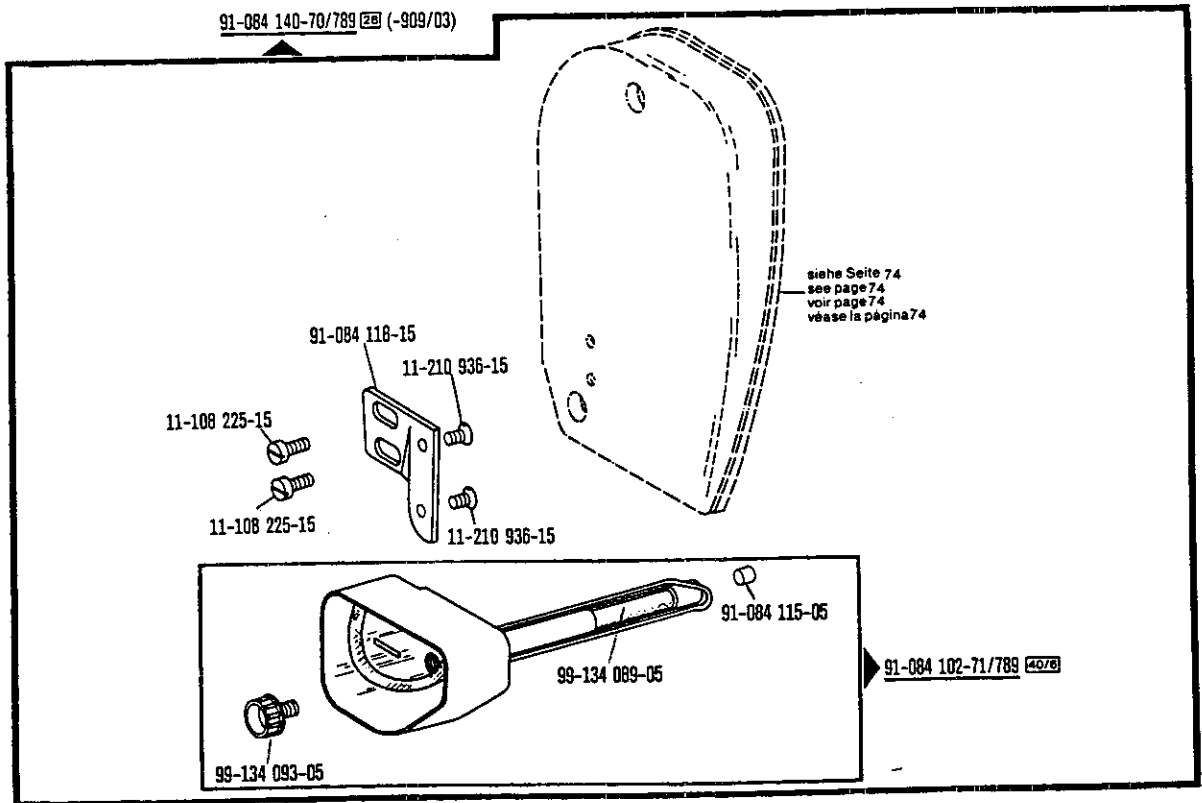 91-084 140-70/789 28 (-909/03)
siehe Seite 74
see page 74
voir page 74
véase la página 74
91-084 118-15
11-210 936-15
11-108 225-15
11-108 225-15
11-210 936-15
91-084 115-05
99-134 089-05
91-084 102-71/789 40/6
99-134 093-05